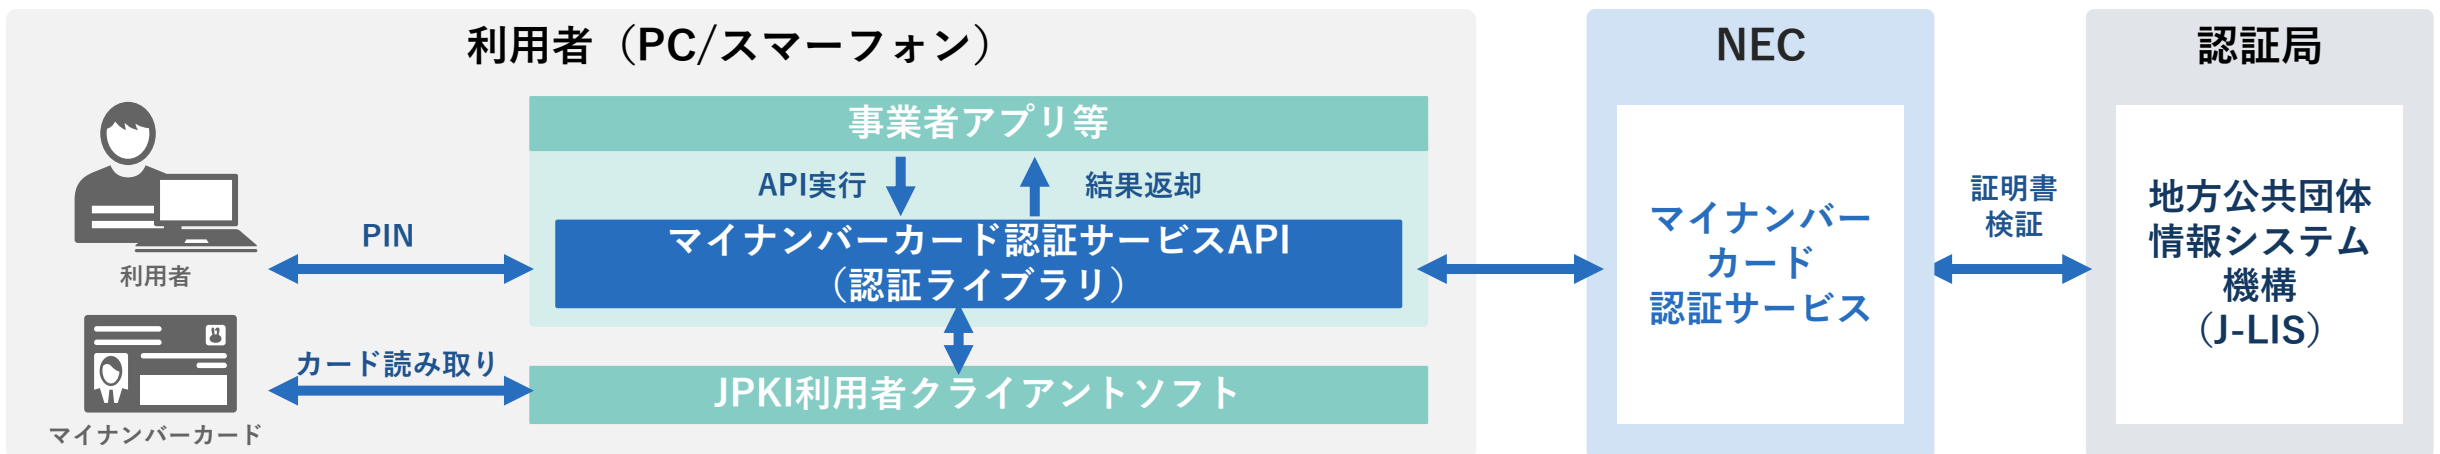 利用者（PC/スマーフォン）
事業者アプリ等
API実行
結果返却
マイナンバーカード認証サービスAPI
（認証ライブラリ）
PIN
利用者
カード読み取り
JPKI利用者クライアントソフト
マイナンバーカード
NEC
マイナンバー
カード
認証サービス
証明書
検証
認証局
地方公共団体
情報システム
機構
（J-LIS）